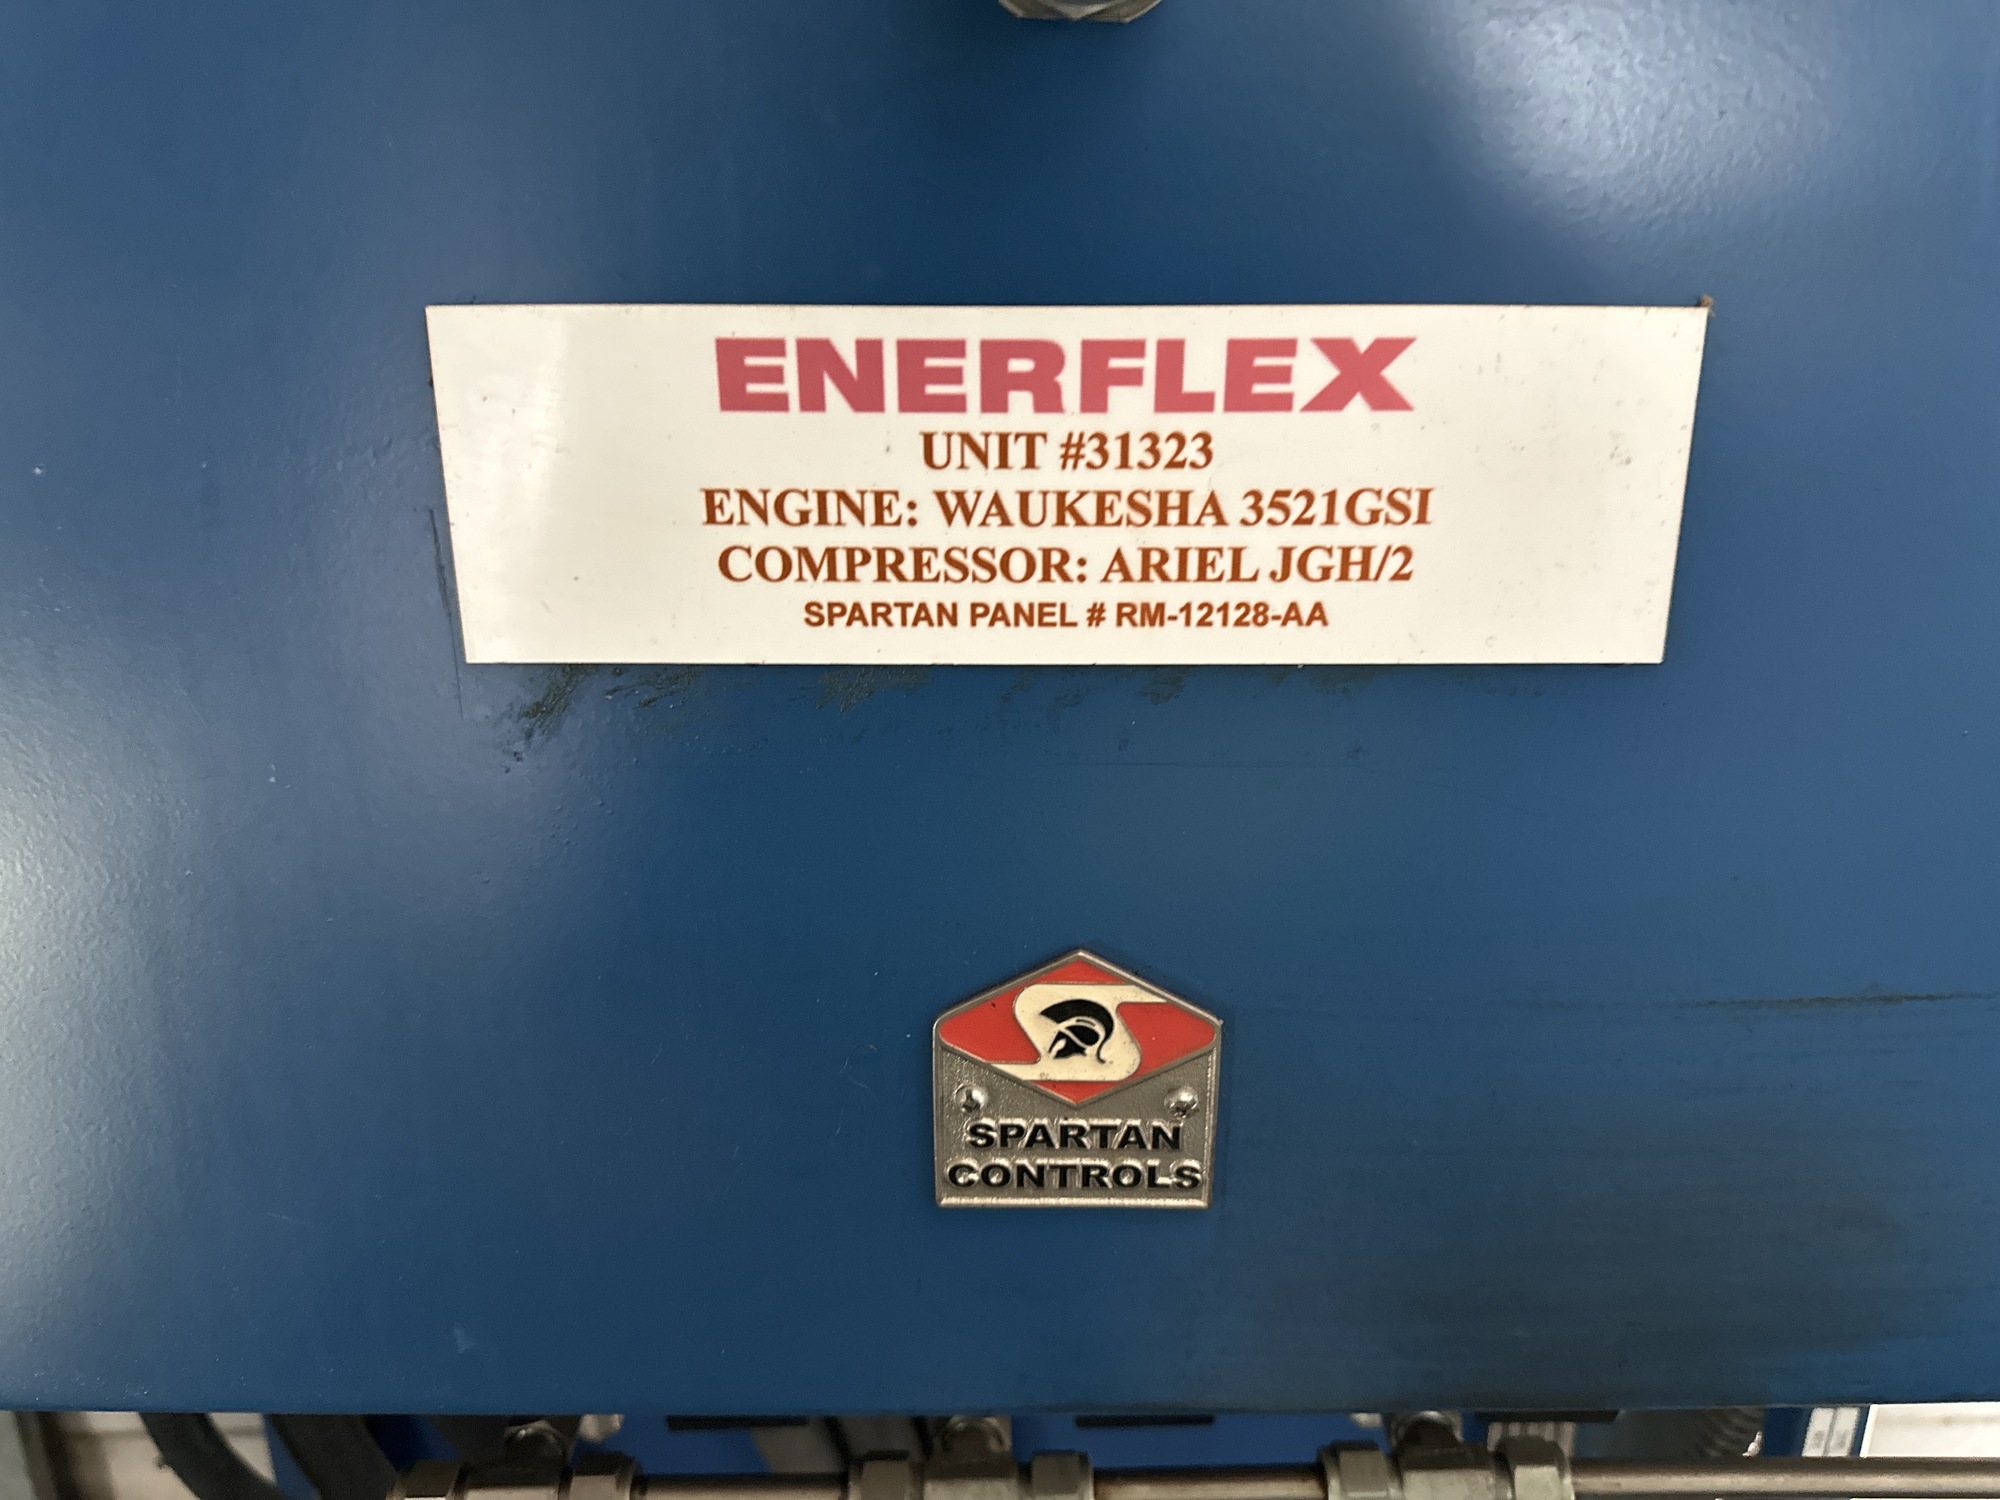 ENERFLEX
UNIT #31323
ENGINE: WAUKESHA 3521GSI
COMPRESSOR: ARIEL JGH/2
SPARTAN PANEL # RM-12128-AA
SPARTAN
CONTROLS